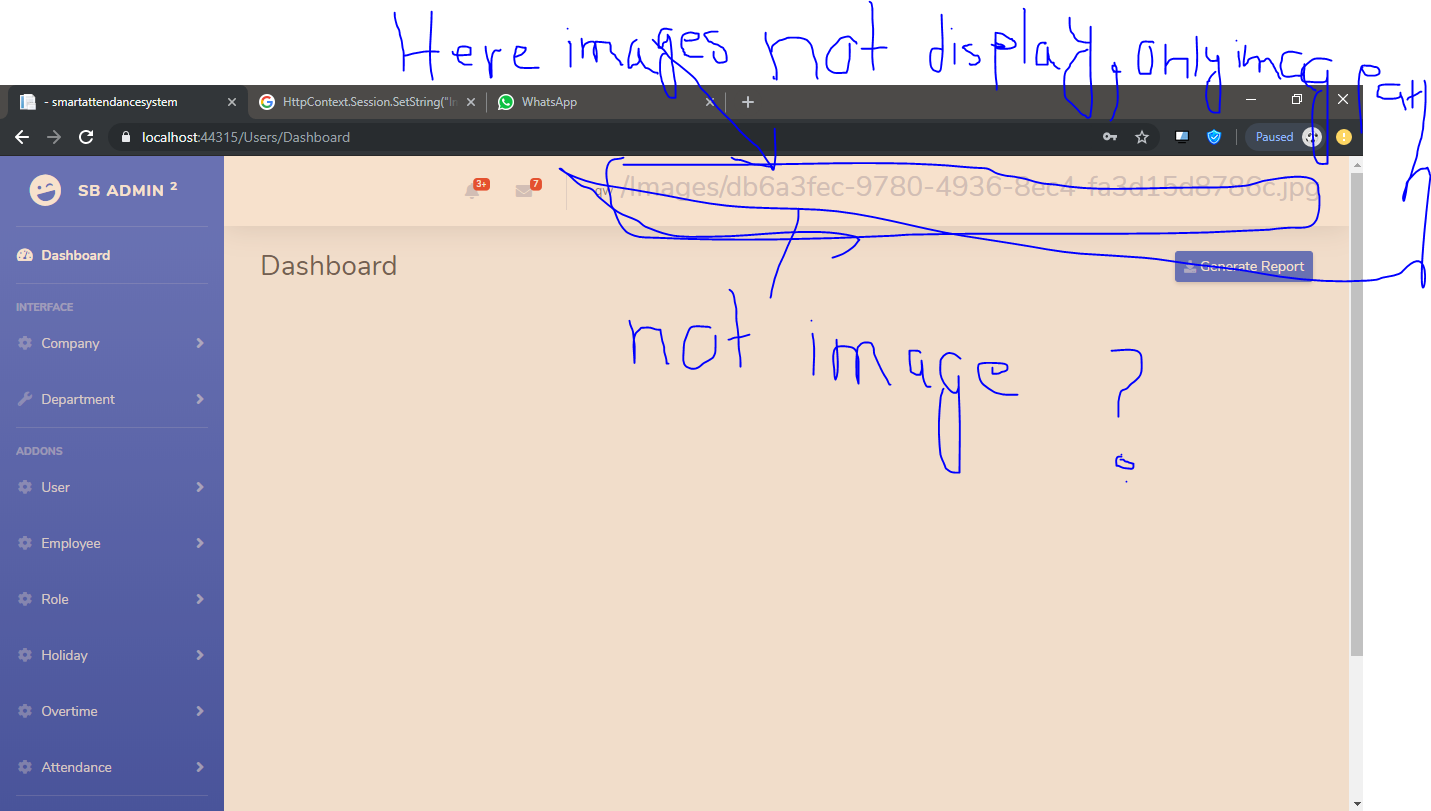 Here images not display, only imag path
- smartattendancesystem
HttpContext.Session.SetString("In
WhatsApp
localhost:44315/Users/Dashboard
Paused
SB ADMIN 2
3+
7
/Images/db6a3fec-9780-4936-8ec4-fa3d15d8786c.jpg
Dashboard
Dashboard
Generate Report
not image ?
INTERFACE
Company
Department
ADDONS
User
Employee
Role
Holiday
Overtime
Attendance